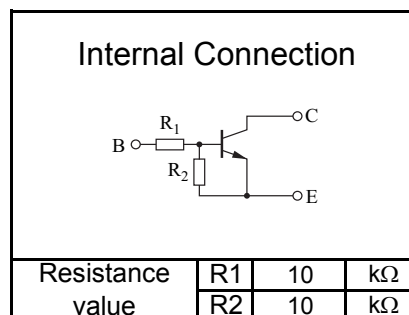 Internal Connection
C
R1
B
R2
E
Resistance value R1 10 kΩ
R2 10 kΩ